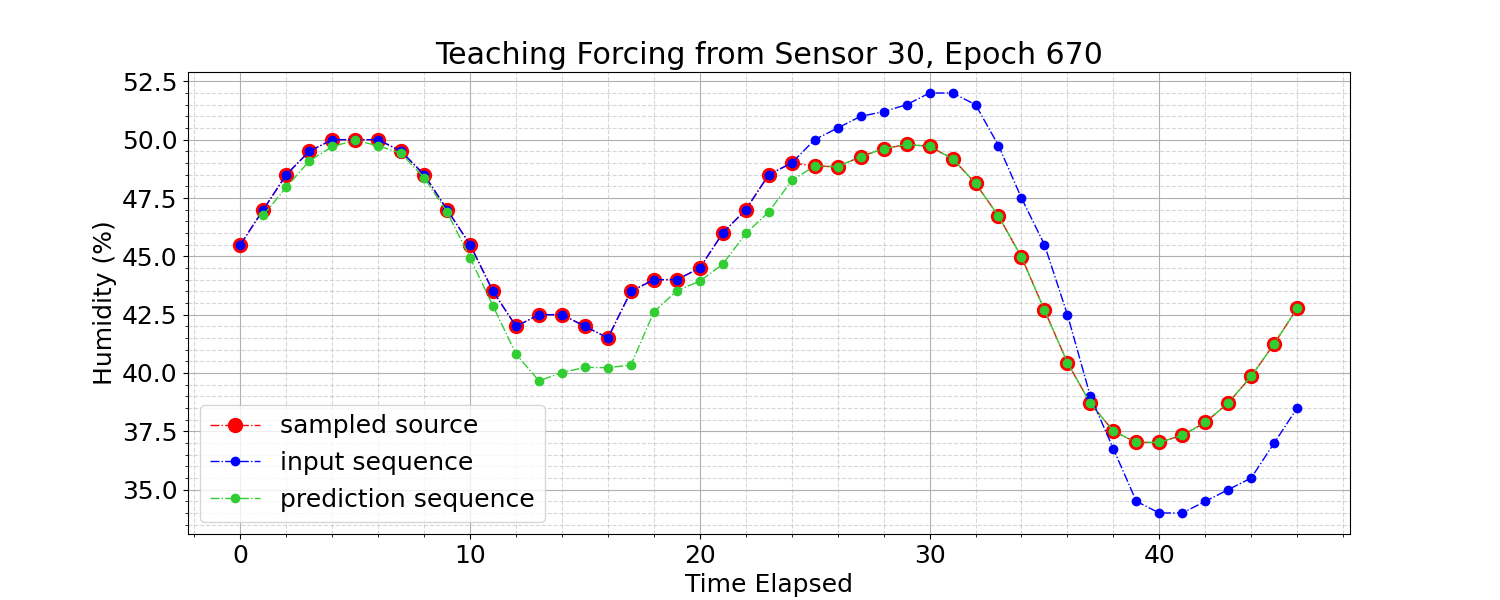 Teaching Forcing from Sensor 30, Epoch 670
52.5
50.0
47.5
45.0
42.5
40.0
37.5
35.0
Humidity (%)
sampled source
input sequence
prediction sequence
0 10 20 30 40
Time Elapsed